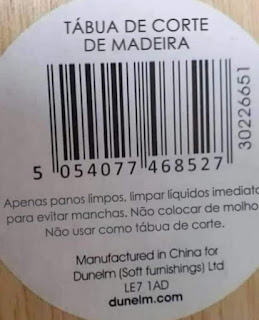 TÁBUA DE CORTE
DE MADEIRA
30226651
5 054077 468527
Apenas panos limpos, limpar líquidos imediato
para evitar manchas. Não colocar de molho
Não usar como tábua de corte.
Manufactured in China for
Dunelm (Soft furnishings) Ltd
LE7 1AD
dunelm.com